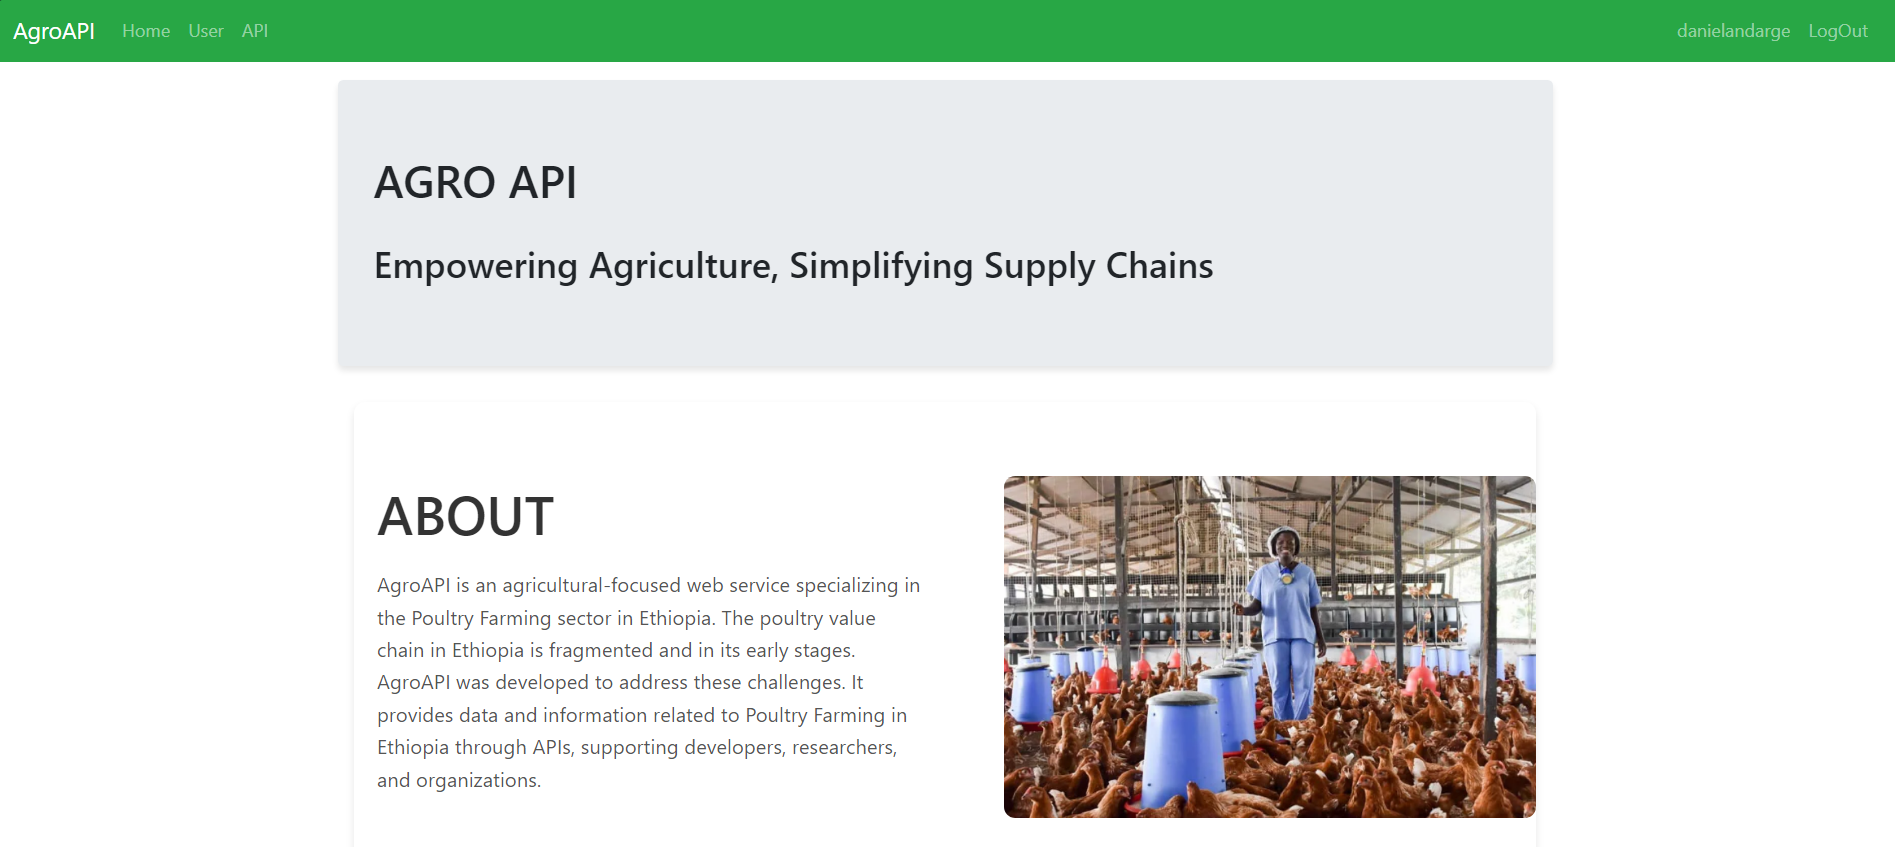 AgroAPI Home User API danielandarge LogOut
AGRO API
Empowering Agriculture, Simplifying Supply Chains
ABOUT
AgroAPI is an agricultural-focused web service specializing in
the Poultry Farming sector in Ethiopia. The poultry value
chain in Ethiopia is fragmented and in its early stages.
AgroAPI was developed to address these challenges. It
provides data and information related to Poultry Farming in
Ethiopia through APIs, supporting developers, researchers,
and organizations.